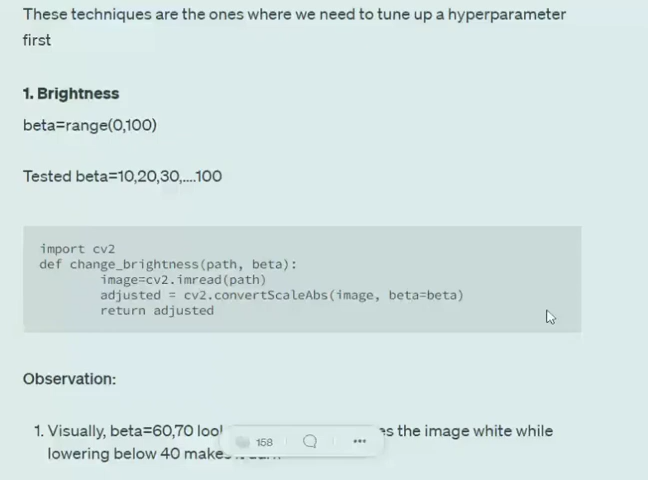 These techniques are the ones where we need to tune up a hyperparameter
first
1. Brightness
beta=range(0,100)
Tested beta=10,20,30,....100
import cv2
def change_brightness(path, beta):
        image=cv2.imread(path)
        adjusted = cv2.convertScaleAbs(image, beta=beta)
        return adjusted
Observation:
1. Visually, beta=60,70 the image white while
lowering below 40
158